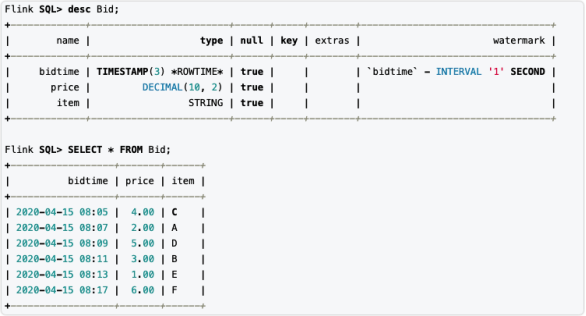 Flink SQL> desc Bid;
+-------------+------------------------+------+-----+--------+---------------------------------+
|        name |                   type | null | key | extras |                       watermark |
+-------------+------------------------+------+-----+--------+---------------------------------+
|     bidtime | TIMESTAMP(3) *ROWTIME* | true |     |        | `bidtime` - INTERVAL '1' SECOND |
|       price |         DECIMAL(10, 2) | true |     |        |                                 |
|        item |                 STRING | true |     |        |                                 |
+-------------+------------------------+------+-----+--------+---------------------------------+
Flink SQL> SELECT * FROM Bid;
+------------------+-------+------+
|          bidtime | price | item |
+------------------+-------+------+
| 2020-04-15 08:05 |  4.00 | C    |
| 2020-04-15 08:07 |  2.00 | A    |
| 2020-04-15 08:09 |  5.00 | D    |
| 2020-04-15 08:11 |  3.00 | B    |
| 2020-04-15 08:13 |  1.00 | E    |
| 2020-04-15 08:17 |  6.00 | F    |
+------------------+-------+------+